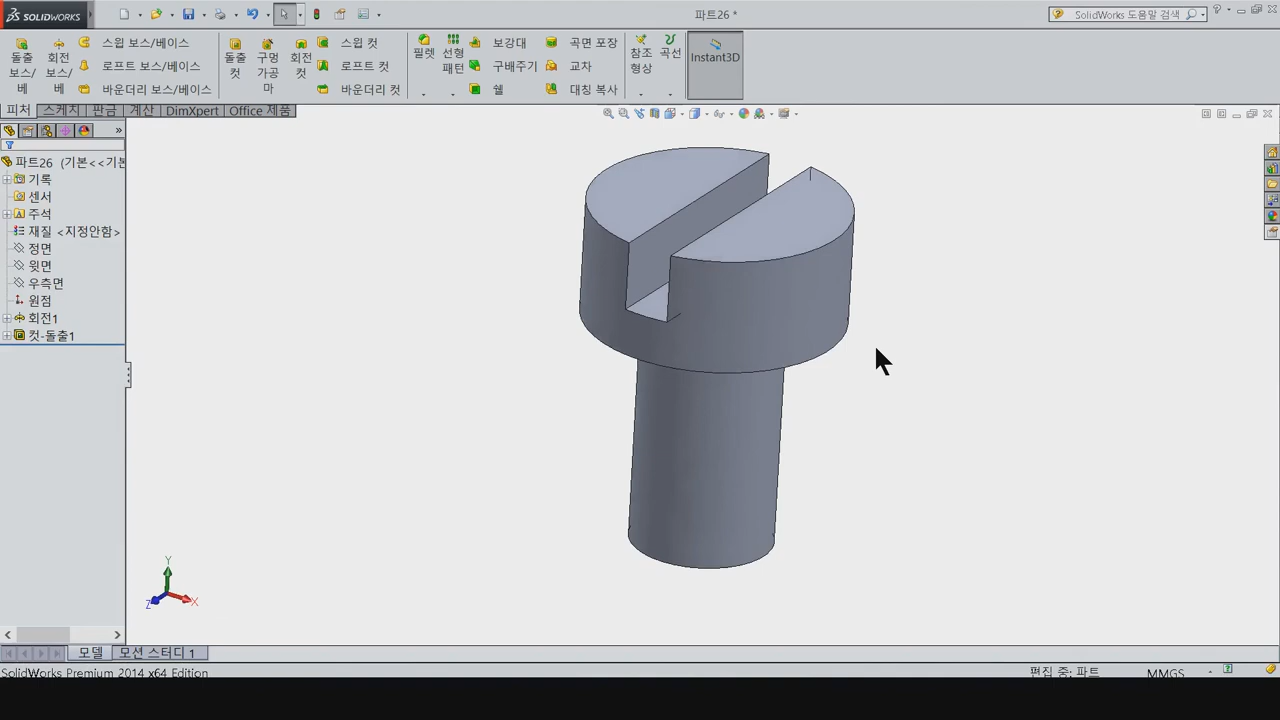 SOLIDWORKS
파트26 *
SolidWorks 도움말 검색
돌출 보스/베
회전 보스/베
스윕 보스/베이스
로프트 보스/베이스
바운더리 보스/베이스
돌출 컷
구멍 가공 마
회전 컷
스윕 컷
로프트 컷
바운더리 컷
필렛
선형 패턴
보강대
구배주기
쉘
곡면 포장
교차
대칭 복사
참조 형상
곡선
Instant3D
피처 스케치 판금 계산 DimXpert Office 제품
파트26 (기본<<기본
기록
센서
주석
재질 <지정안함>
정면
윗면
우측면
원점
회전1
컷-돌출1
Y
Z X
모델 모션 스터디 1
SolidWorks Premium 2014 x64 Edition
편집 중: 파트
MMGS